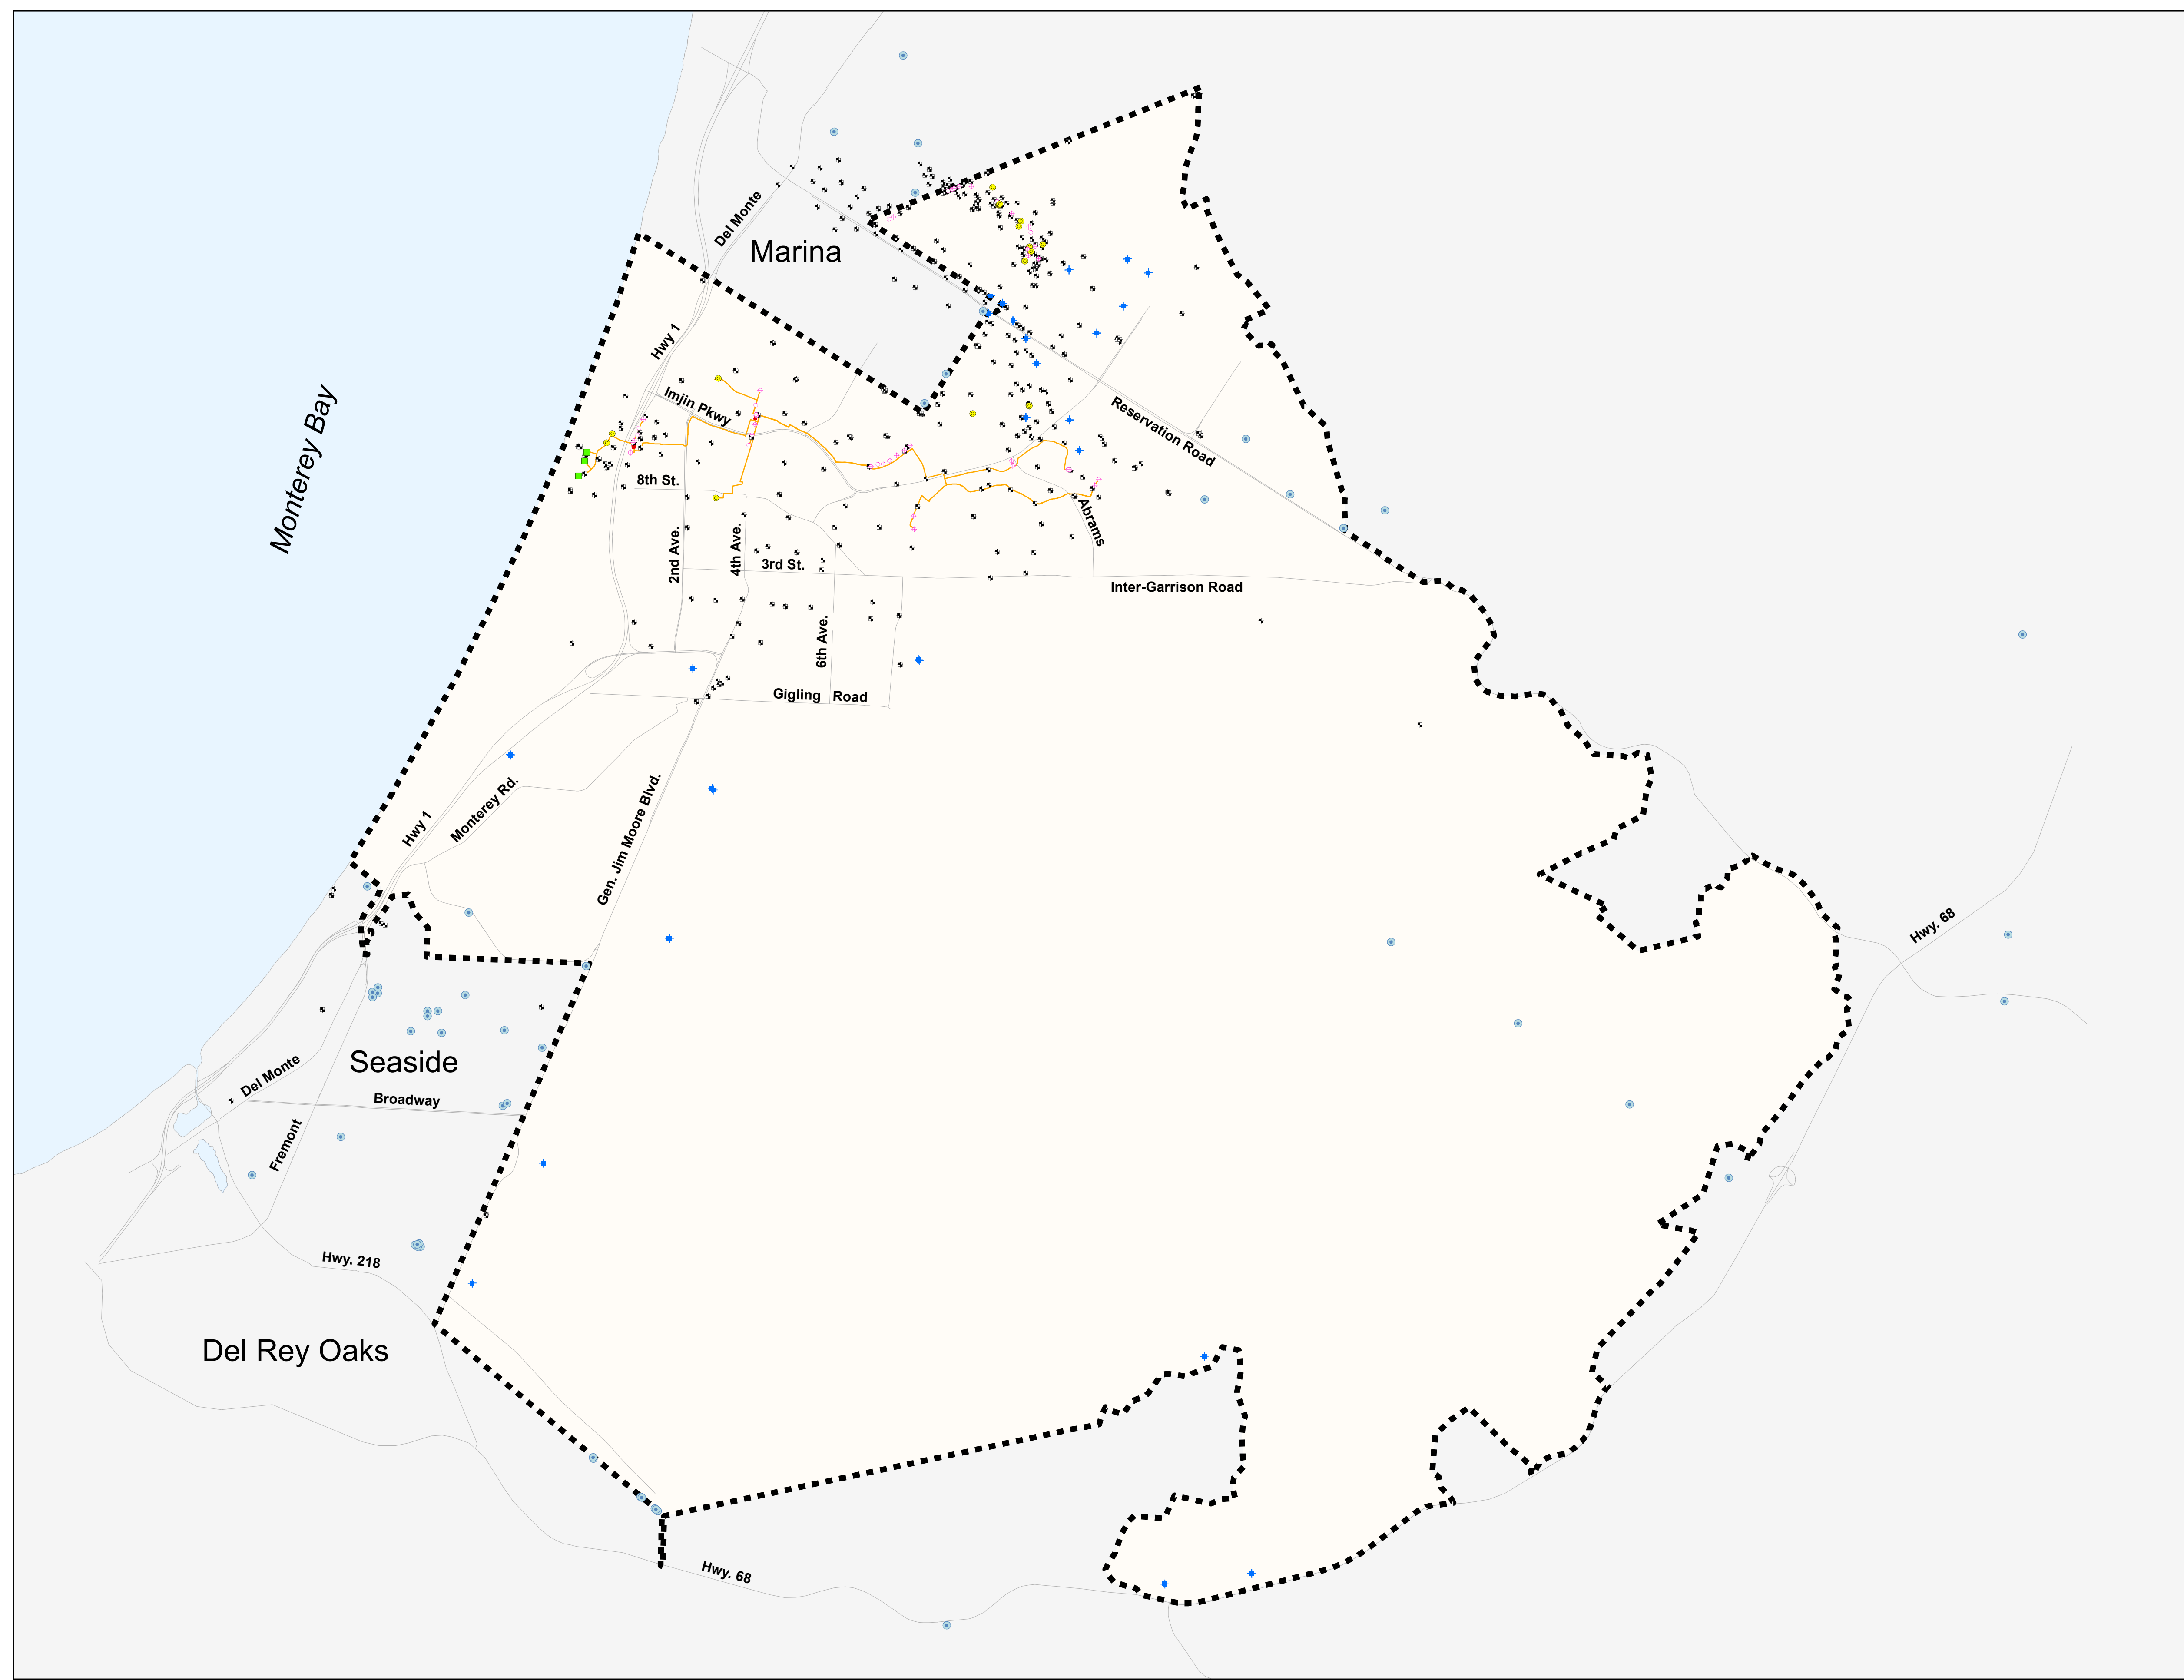 Del Monte
Marina
Hwy 1
Monterey Bay
Imjin Pkwy
Reservation Road
8th St.
Abrams
2nd Ave.
4th Ave.
3rd St.
Inter-Garrison Road
6th Ave.
Gigling Road
Monterey Rd.
Hwy 1
Gen. Jim Moore Blvd.
Hwy. 68
Seaside
Del Monte
Broadway
Fremont
Hwy. 218
Del Rey Oaks
Hwy. 68